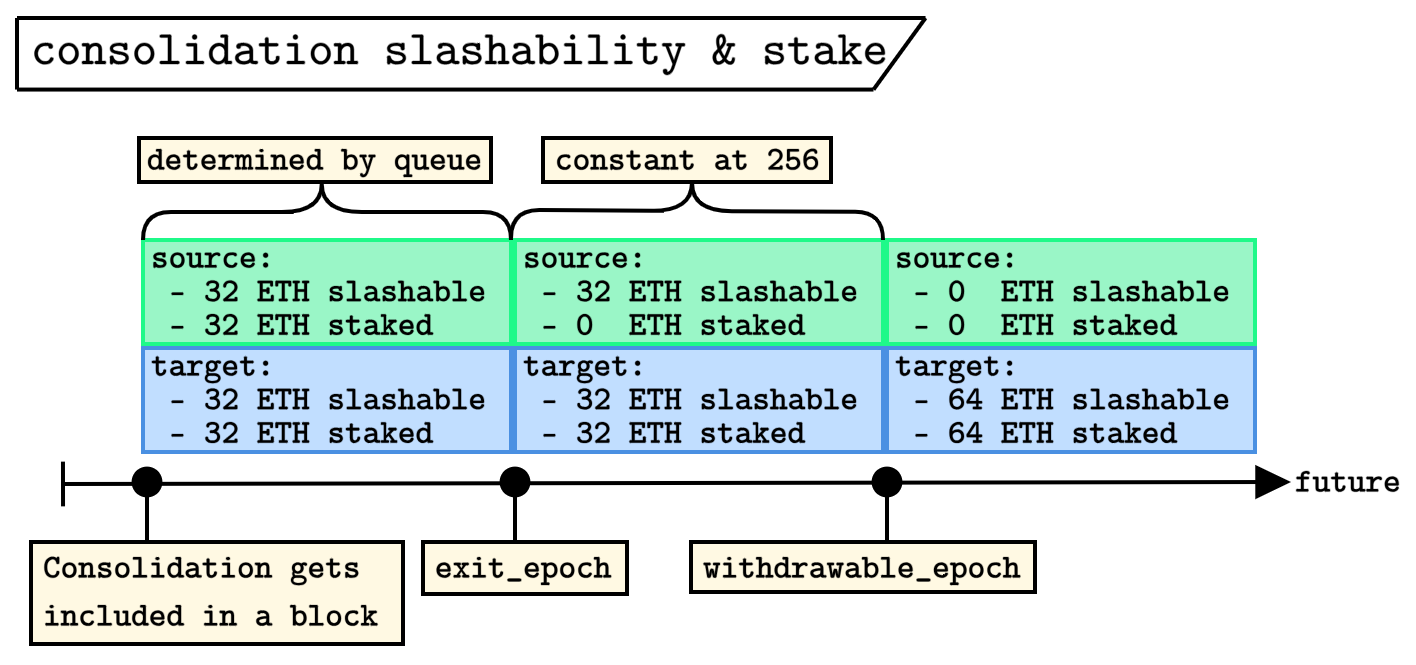 consolidation slashability & stake
determined by queue
constant at 256
source:
- 32 ETH slashable
- 32 ETH staked
source:
- 32 ETH slashable
- 0 ETH staked
source:
- 0 ETH slashable
- 0 ETH staked
target:
- 32 ETH slashable
- 32 ETH staked
target:
- 32 ETH slashable
- 32 ETH staked
target:
- 64 ETH slashable
- 64 ETH staked
future
Consolidation gets
included in a block
exit_epoch
withdrawable_epoch